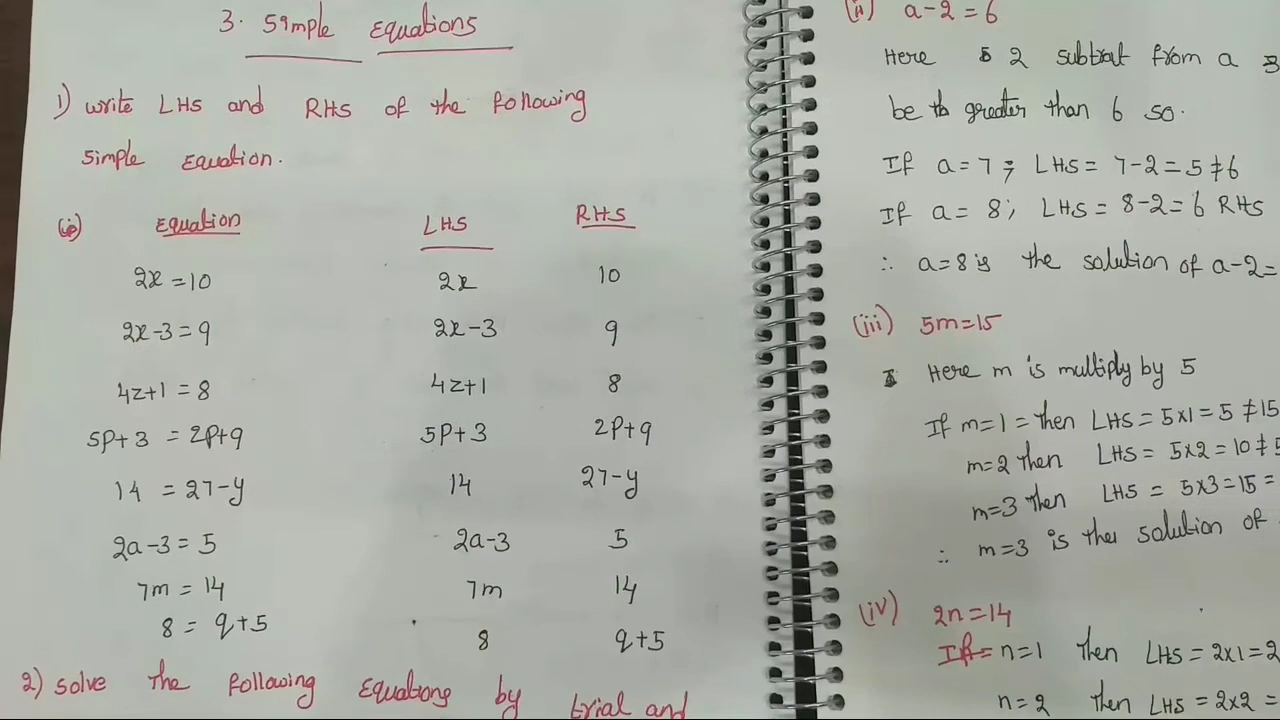 3. Simple Equations
1) write LHS and RHS of the following
simple Equation.
(i) Equation LHS RHS
2x = 10 2x 10
2x-3 = 9 2x-3 9
4z+1 = 8 4z+1 8
5p+3 = 2p+9 5p+3 2p+9
14 = 27-y 14 27-y
2a-3 = 5 2a-3 5
7m = 14 7m 14
8 = q+5 8 q+5
2) solve the following Equations by trial and
(ii) a-2 = 6
Here 2 subtrat from a
be greater than 6 so.
If a = 7 ; LHS = 7-2 = 5 ≠ 6
If a = 8; LHS = 8-2 = 6 RHS
∴ a=8 is the solution of a-2=
(iii) 5m=15
Here m is multiply by 5
If m=1 = then LHS = 5x1 = 5 ≠ 15
m=2 then LHS = 5x2 = 10 ≠
m=3 then LHS = 5x3 = 15 =
∴ m=3 is the solution of
(iv) 2n=14
If = n=1 then LHS = 2x1 = 2
n=2 then LHS = 2x2 =